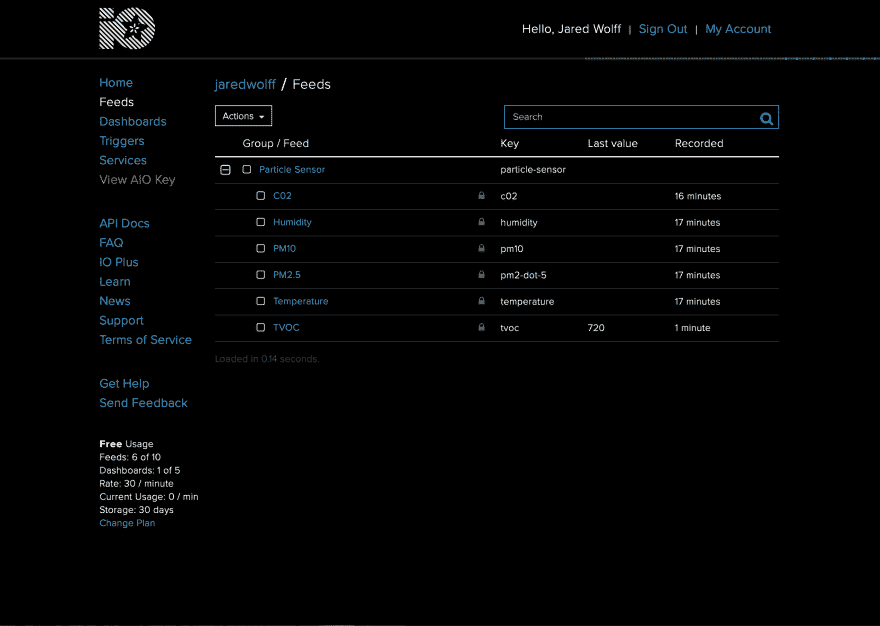 IO
Hello, Jared Wolff | Sign Out | My Account
Home
Feeds
Dashboards
Triggers
Services
View AIO Key
API Docs
FAQ
IO Plus
Learn
News
Support
Terms of Service
Get Help
Send Feedback
Free Usage
Feeds: 6 of 10
Dashboards: 1 of 5
Rate: 30 / minute
Current Usage: 0 / min
Storage: 30 days
Change Plan
jaredwolff / Feeds
Actions
Search
Group / Feed Key Last value Recorded
Particle Sensor particle-sensor
C02 c02 16 minutes
Humidity humidity 17 minutes
PM10 pm10 17 minutes
PM2.5 pm2-dot-5 17 minutes
Temperature temperature 17 minutes
TVOC tvoc 720 1 minute
Loaded in 0.14 seconds.